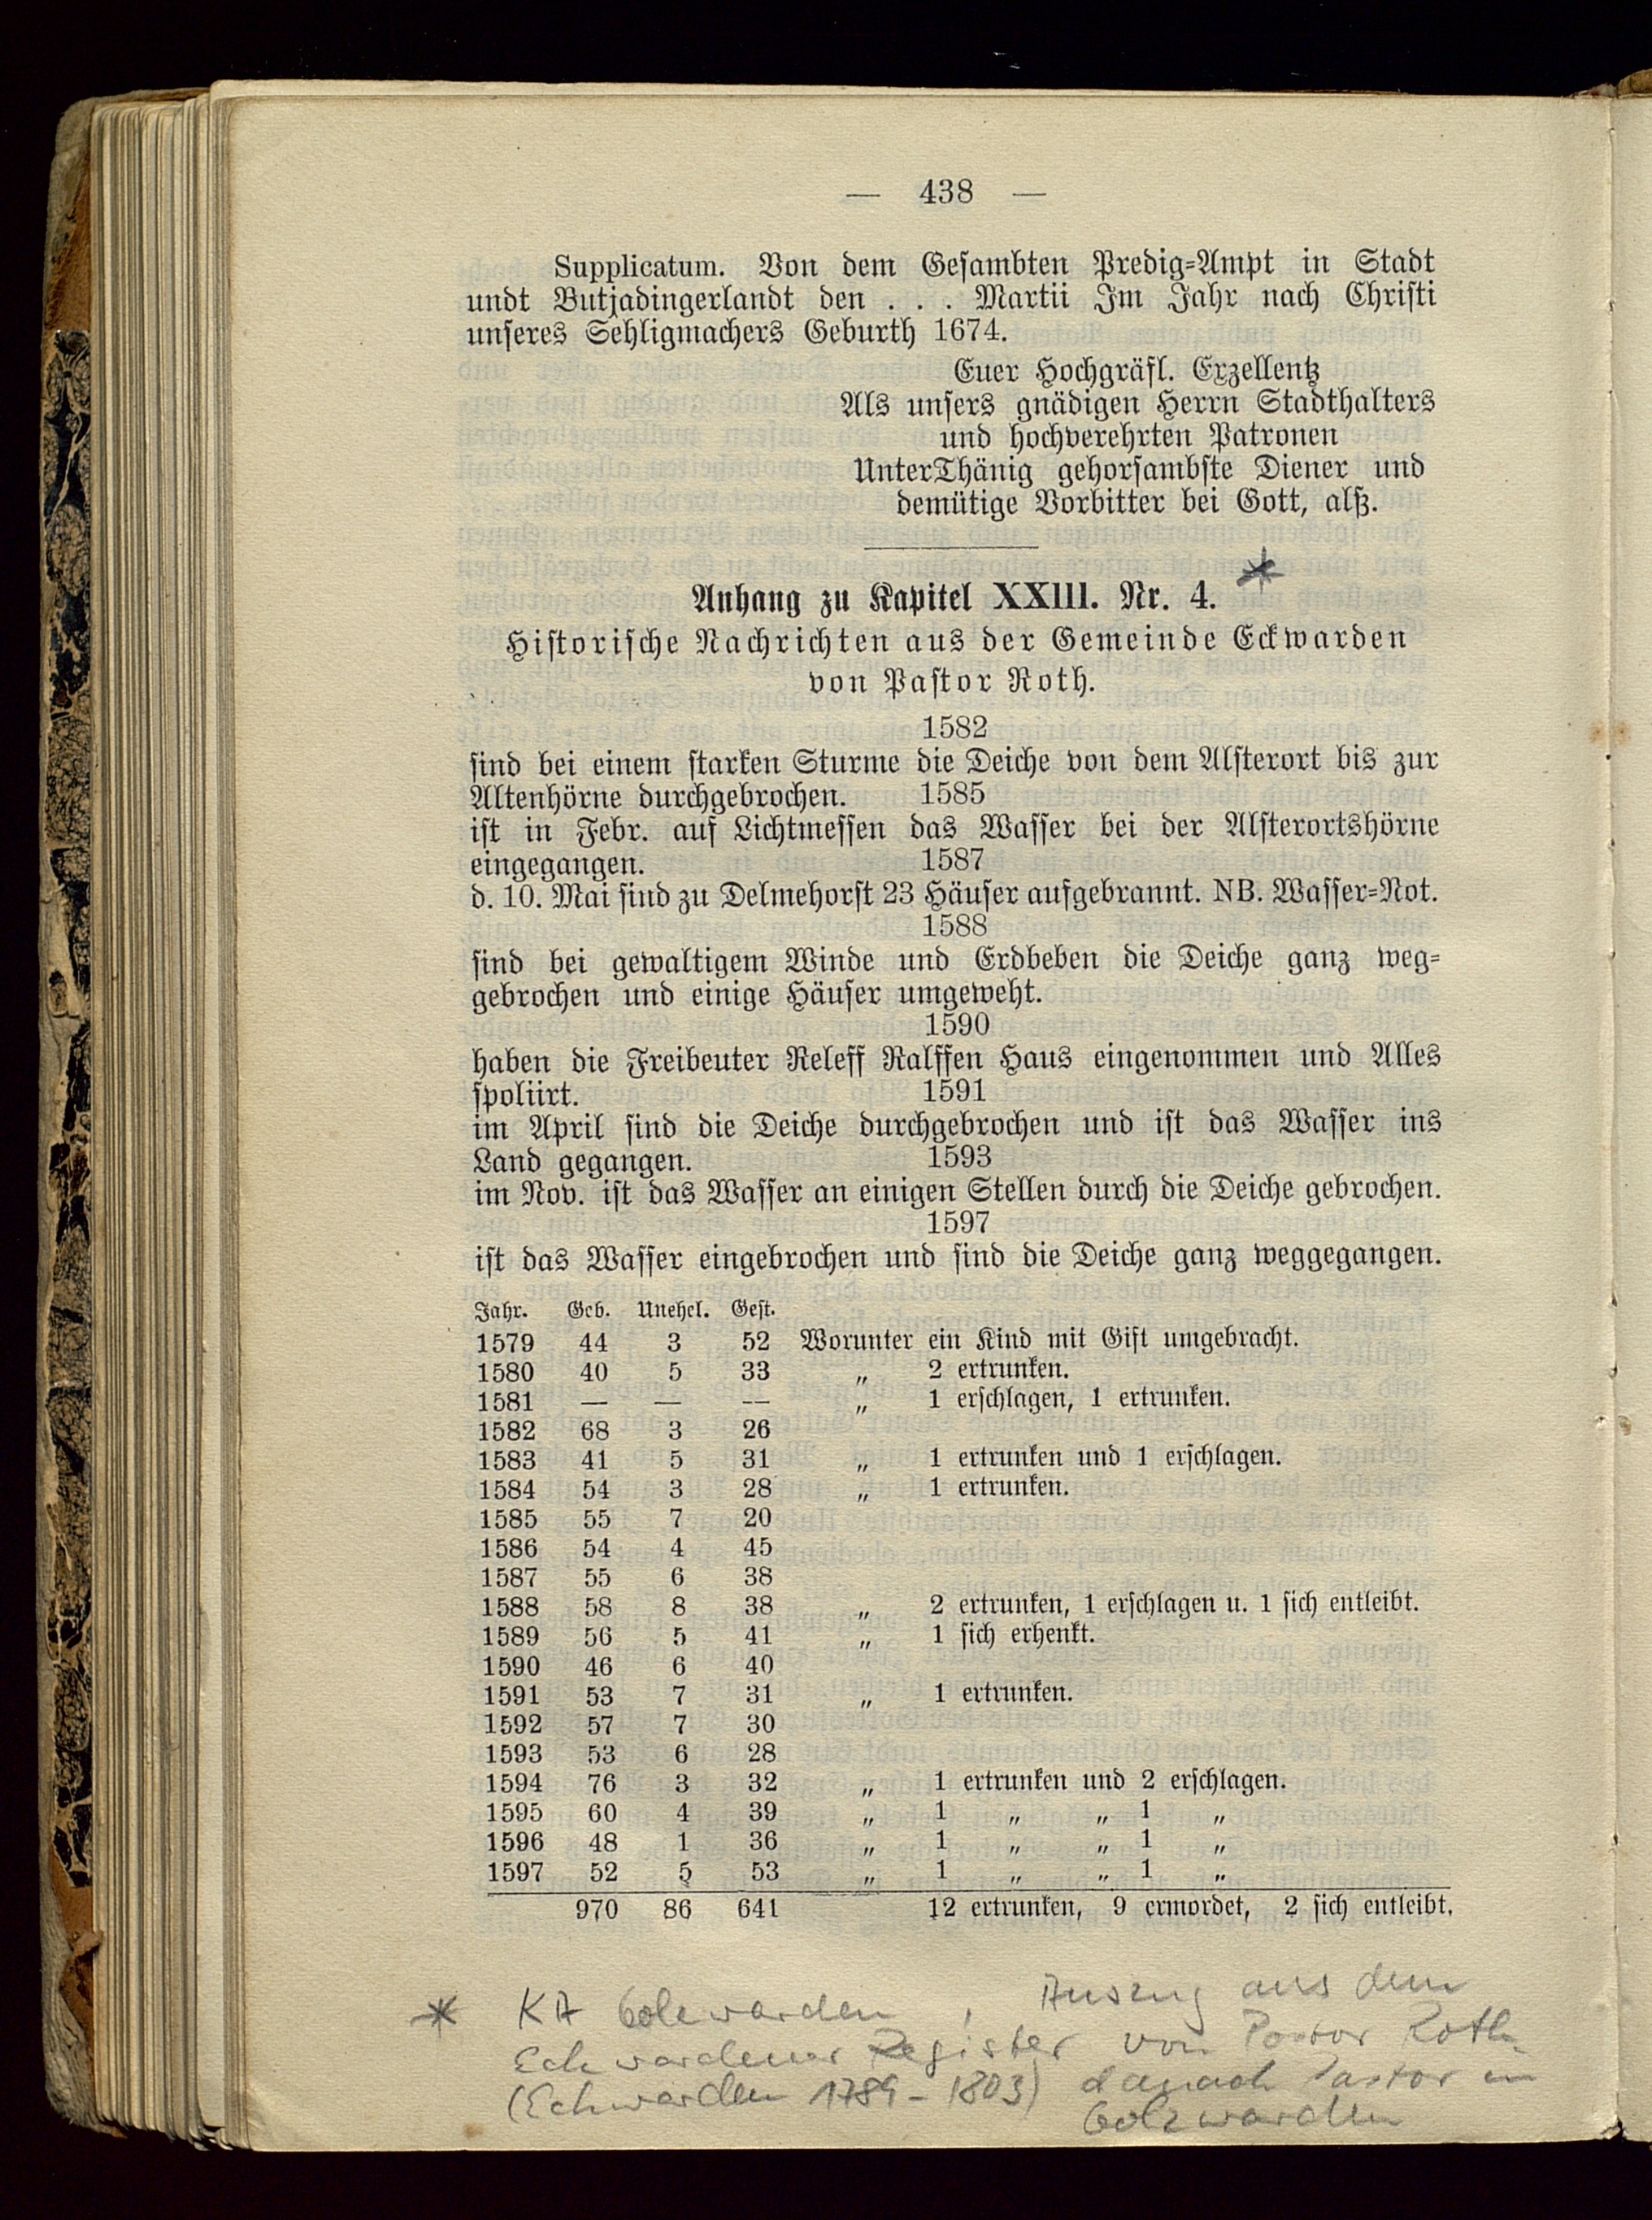 — 438 —
Supplicatum. Von dem Gesambten Predig-Ampt in Stadt
undt Butjadingerlandt den . . . Martii Im Jahr nach Christi
unseres Sehligmachers Geburth 1674.
Euer Hochgräfl. Exzellentz
Als unsers gnädigen Herrn Stadthalters
und hochverehrten Patronen
UnterThänig gehorsambste Diener und
demütige Vorbitter bei Gott, alß.
Anhang zu Kapitel XXIII. Nr. 4. *
Historische Nachrichten aus der Gemeinde Eckwarden
von Pastor Roth.
1582
sind bei einem starken Sturme die Deiche von dem Alsterort bis zur
Altenhörne durchgebrochen. 1585
ist in Febr. auf Lichtmessen das Wasser bei der Alsterortshörne
eingegangen. 1587
d. 10. Mai sind zu Delmehorst 23 Häuser aufgebrannt. NB. Wasser-Not.
1588
sind bei gewaltigem Winde und Erdbeben die Deiche ganz weg-
gebrochen und einige Häuser umgeweht.
1590
haben die Freibeuter Releff Ralffen Haus eingenommen und Alles
spoliirt. 1591
im April sind die Deiche durchgebrochen und ist das Wasser ins
Land gegangen. 1593
im Nov. ist das Wasser an einigen Stellen durch die Deiche gebrochen.
1597
ist das Wasser eingebrochen und sind die Deiche ganz weggegangen.
Jahr. Geb. Unehel. Gest.
1579 44 3 52 Worunter ein Kind mit Gift umgebracht.
1580 40 5 33 „ 2 ertrunken.
1581 — — — „ 1 erschlagen, 1 ertrunken.
1582 68 3 26
1583 41 5 31 „ 1 ertrunken und 1 erschlagen.
1584 54 3 28 „ 1 ertrunken.
1585 55 7 20
1586 54 4 45
1587 55 6 38
1588 58 8 38 „ 2 ertrunken, 1 erschlagen u. 1 sich entleibt.
1589 56 5 41 „ 1 sich erhenkt.
1590 46 6 40
1591 53 7 31 „ 1 ertrunken.
1592 57 7 30
1593 53 6 28
1594 76 3 32 „ 1 ertrunken und 2 erschlagen.
1595 60 4 39 „ 1 „ „ 1 „
1596 48 1 36 „ 1 „ „ 1 „
1597 52 5 53 „ 1 „ „ 1 „
970 86 641 12 ertrunken, 9 ermordet, 2 sich entleibt.
* KA Golzwarden, Auszug aus dem
Eckwardener Register von Pastor Roth
(Eckwarden 1789 - 1803) danach Pastor in
Golzwarden